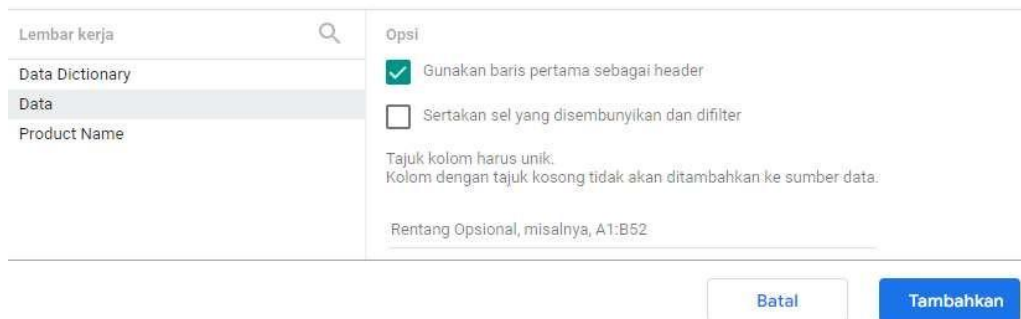 Lembar kerja
Data Dictionary
Data
Product Name
Opsi
Gunakan baris pertama sebagai header
Sertakan sel yang disembunyikan dan difilter
Tajuk kolom harus unik.
Kolom dengan tajuk kosong tidak akan ditambahkan ke sumber data.
Rentang Opsional, misalnya, A1:B52
Batal
Tambahkan